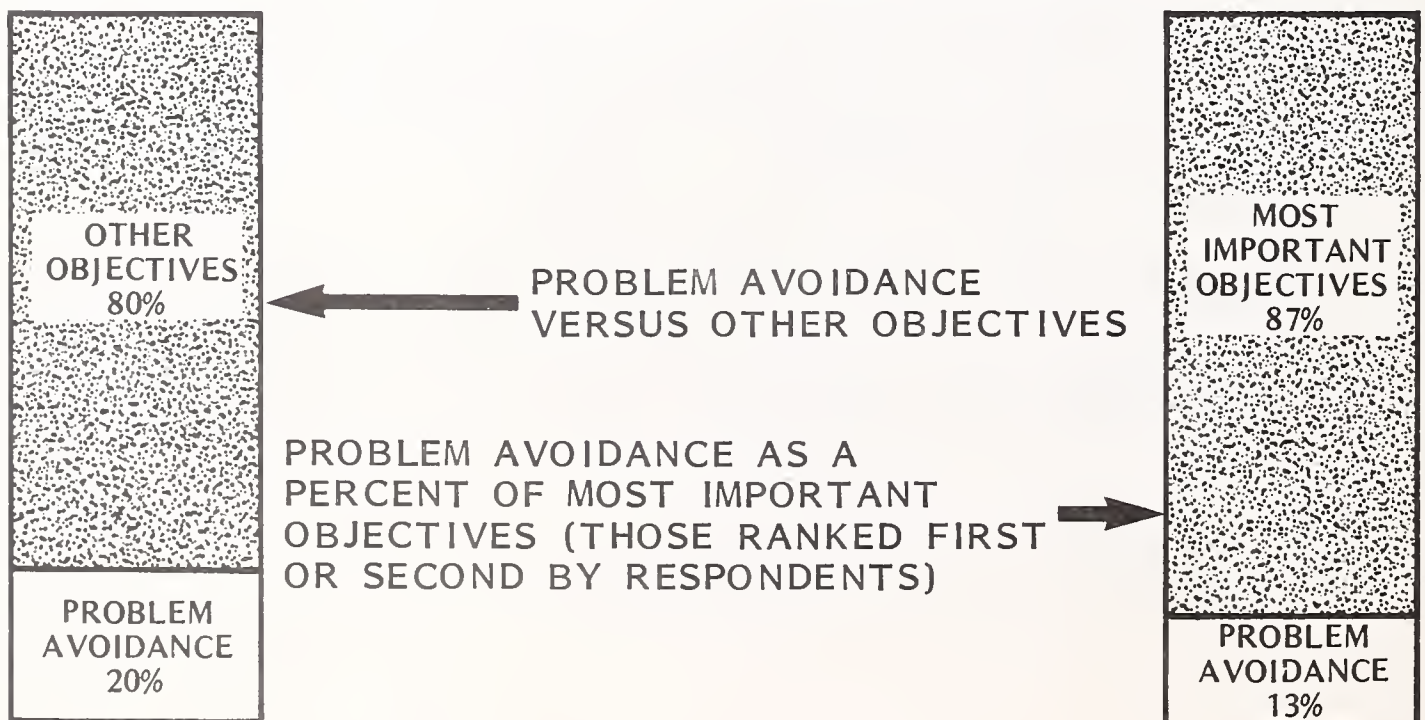 OTHER
OBJECTIVES
80%
PROBLEM
AVOIDANCE
20%
PROBLEM AVOIDANCE
VERSUS OTHER OBJECTIVES
PROBLEM AVOIDANCE AS A
PERCENT OF MOST IMPORTANT
OBJECTIVES (THOSE RANKED FIRST
OR SECOND BY RESPONDENTS)
MOST
IMPORTANT
OBJECTIVES
87%
PROBLEM
AVOIDANCE
13%